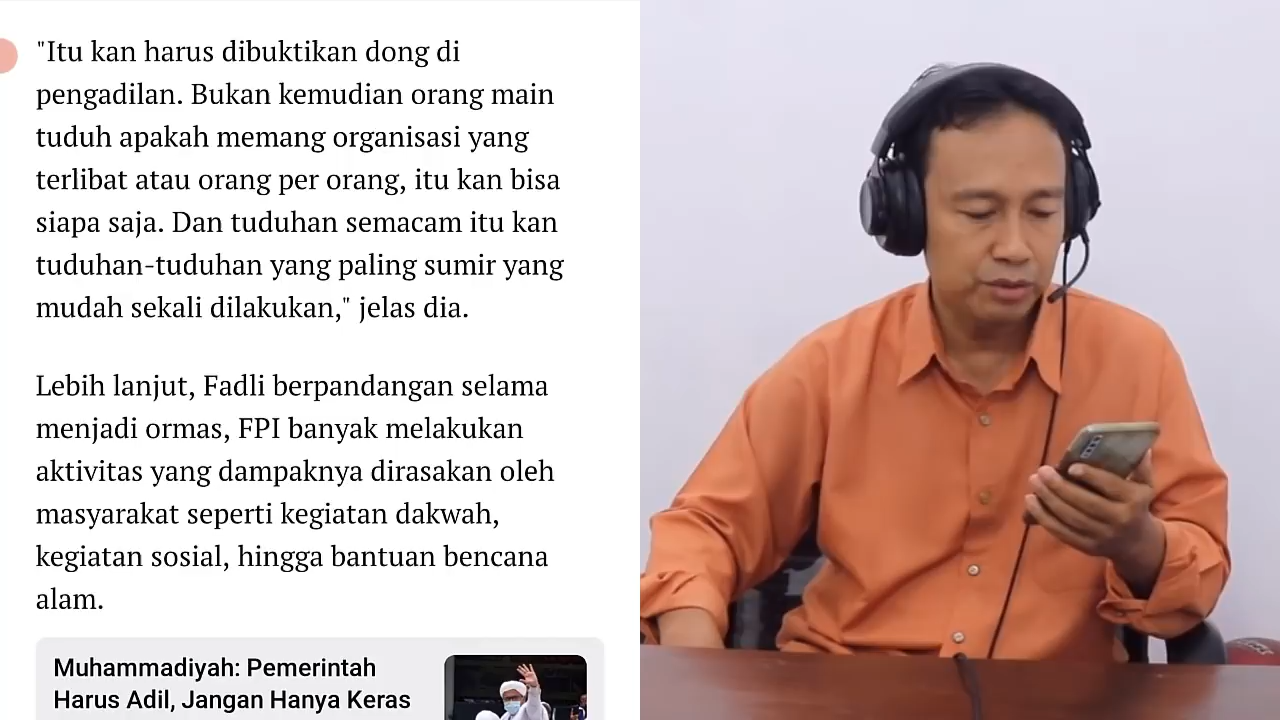 "Itu kan harus dibuktikan dong di
pengadilan. Bukan kemudian orang main
tuduh apakah memang organisasi yang
terlibat atau orang per orang, itu kan bisa
siapa saja. Dan tuduhan semacam itu kan
tuduhan-tuduhan yang paling sumir yang
mudah sekali dilakukan," jelas dia.
Lebih lanjut, Fadli berpandangan selama
menjadi ormas, FPI banyak melakukan
aktivitas yang dampaknya dirasakan oleh
masyarakat seperti kegiatan dakwah,
kegiatan sosial, hingga bantuan bencana
alam.
Muhammadiyah: Pemerintah
Harus Adil, Jangan Hanya Keras